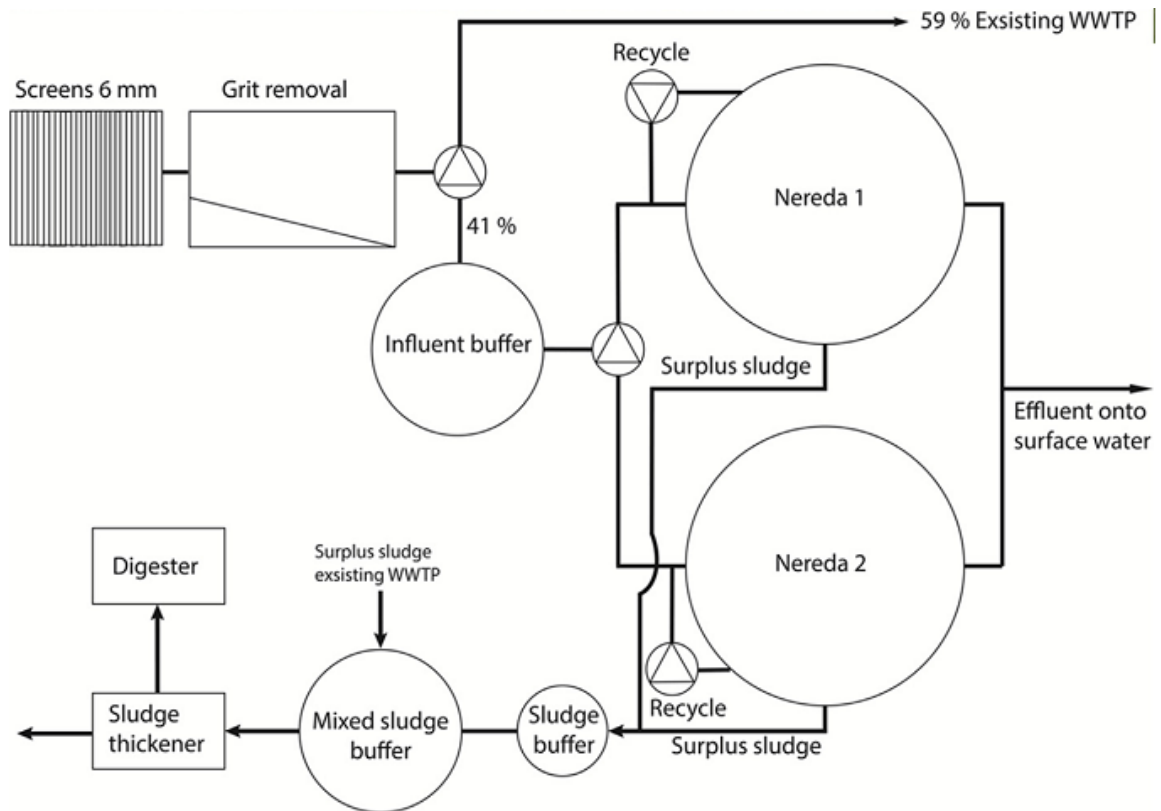 59 % Exsisting WWTP
Recycle
Screens 6 mm
Grit removal
Nereda 1
41 %
Influent buffer
Surplus sludge
Effluent onto
surface water
Nereda 2
Surplus sludge
exsisting WWTP
Digester
Sludge
thickener
Mixed sludge
buffer
Sludge
buffer
Recycle
Surplus sludge